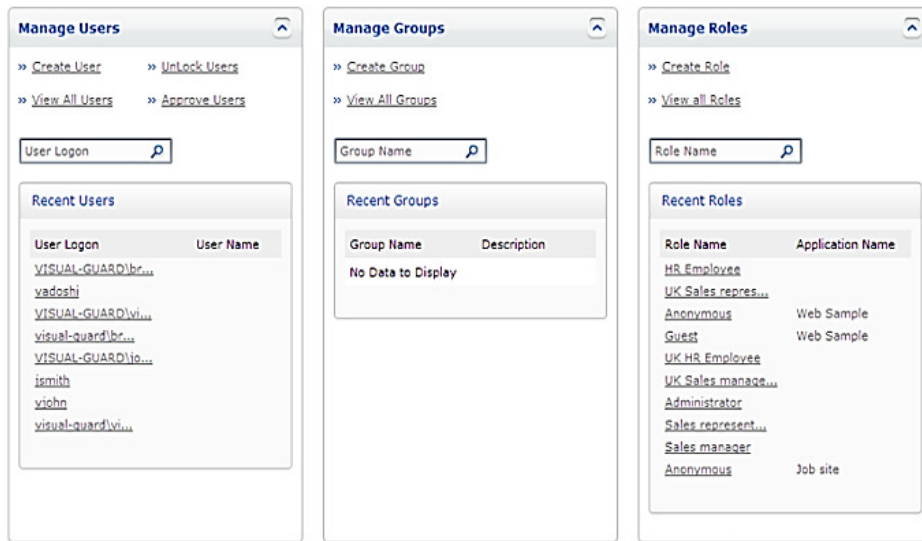 Manage Users
» Create User » UnLock Users
» View All Users » Approve Users
User Logon
Recent Users
User Logon User Name
VISUAL-GUARD\br...
vadoshi
VISUAL-GUARD\vi...
visual-guard\br...
VISUAL-GUARD\jo...
jsmith
vjohn
visual-guard\vi...
Manage Groups
» Create Group
» View All Groups
Group Name
Recent Groups
Group Name Description
No Data to Display
Manage Roles
» Create Role
» View all Roles
Role Name
Recent Roles
Role Name Application Name
HR Employee
UK Sales repres...
Anonymous Web Sample
Guest Web Sample
UK HR Employee
UK Sales manage...
Administrator
Sales represent...
Sales manager
Anonymous Job site